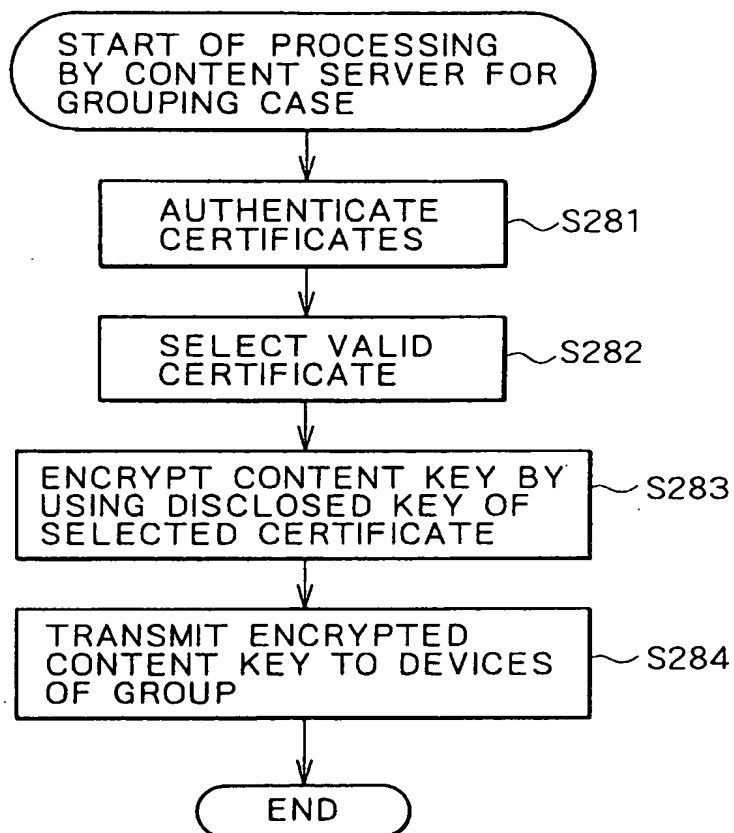 START OF PROCESSING
BY CONTENT SERVER FOR
GROUPING CASE
AUTHENTICATE
CERTIFICATES
S281
SELECT VALID
CERTIFICATE
S282
ENCRYPT CONTENT KEY BY
USING DISCLOSED KEY OF
SELECTED CERTIFICATE
S283
TRANSMIT ENCRYPTED
CONTENT KEY TO DEVICES
OF GROUP
S284
END